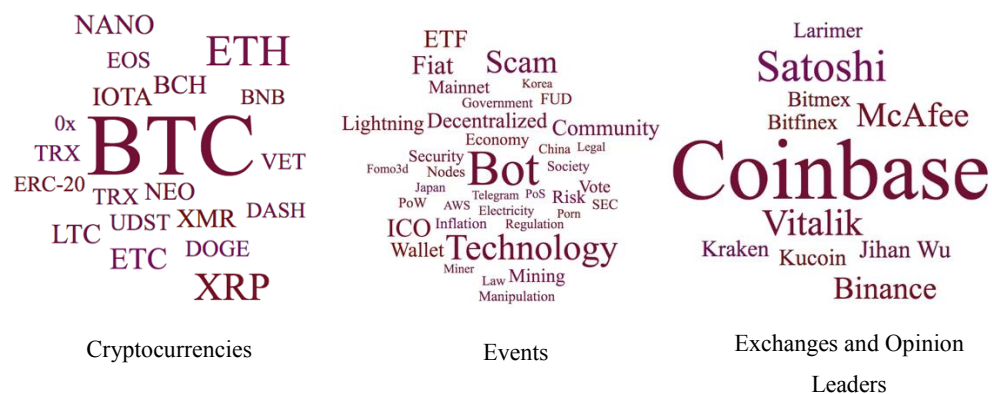 NANO
ETH
EOS
BCH
IOTA
BNB
0x
BTC
TRX
VET
ERC-20
TRX NEO
DASH
UDST XMR
LTC
ETC
DOGE
XRP
Cryptocurrencies
ETF
Fiat
Scam
Mainnet
Korea
Government
FUD
Lightning
Decentralized
Community
Economy
China
Legal
Security
Bot
Fomo3d
Nodes
Society
Japan
Telegram
PoS
Risk
Vote
PoW
AWS
SEC
Electricity
Porn
ICO
Inflation
Regulation
Wallet
Technology
Miner
Law
Mining
Manipulation
Events
Larimer
Satoshi
Bitmex
McAfee
Bitfinex
Coinbase
Vitalik
Kraken
Kucoin
Jihan Wu
Binance
Exchanges and Opinion
Leaders